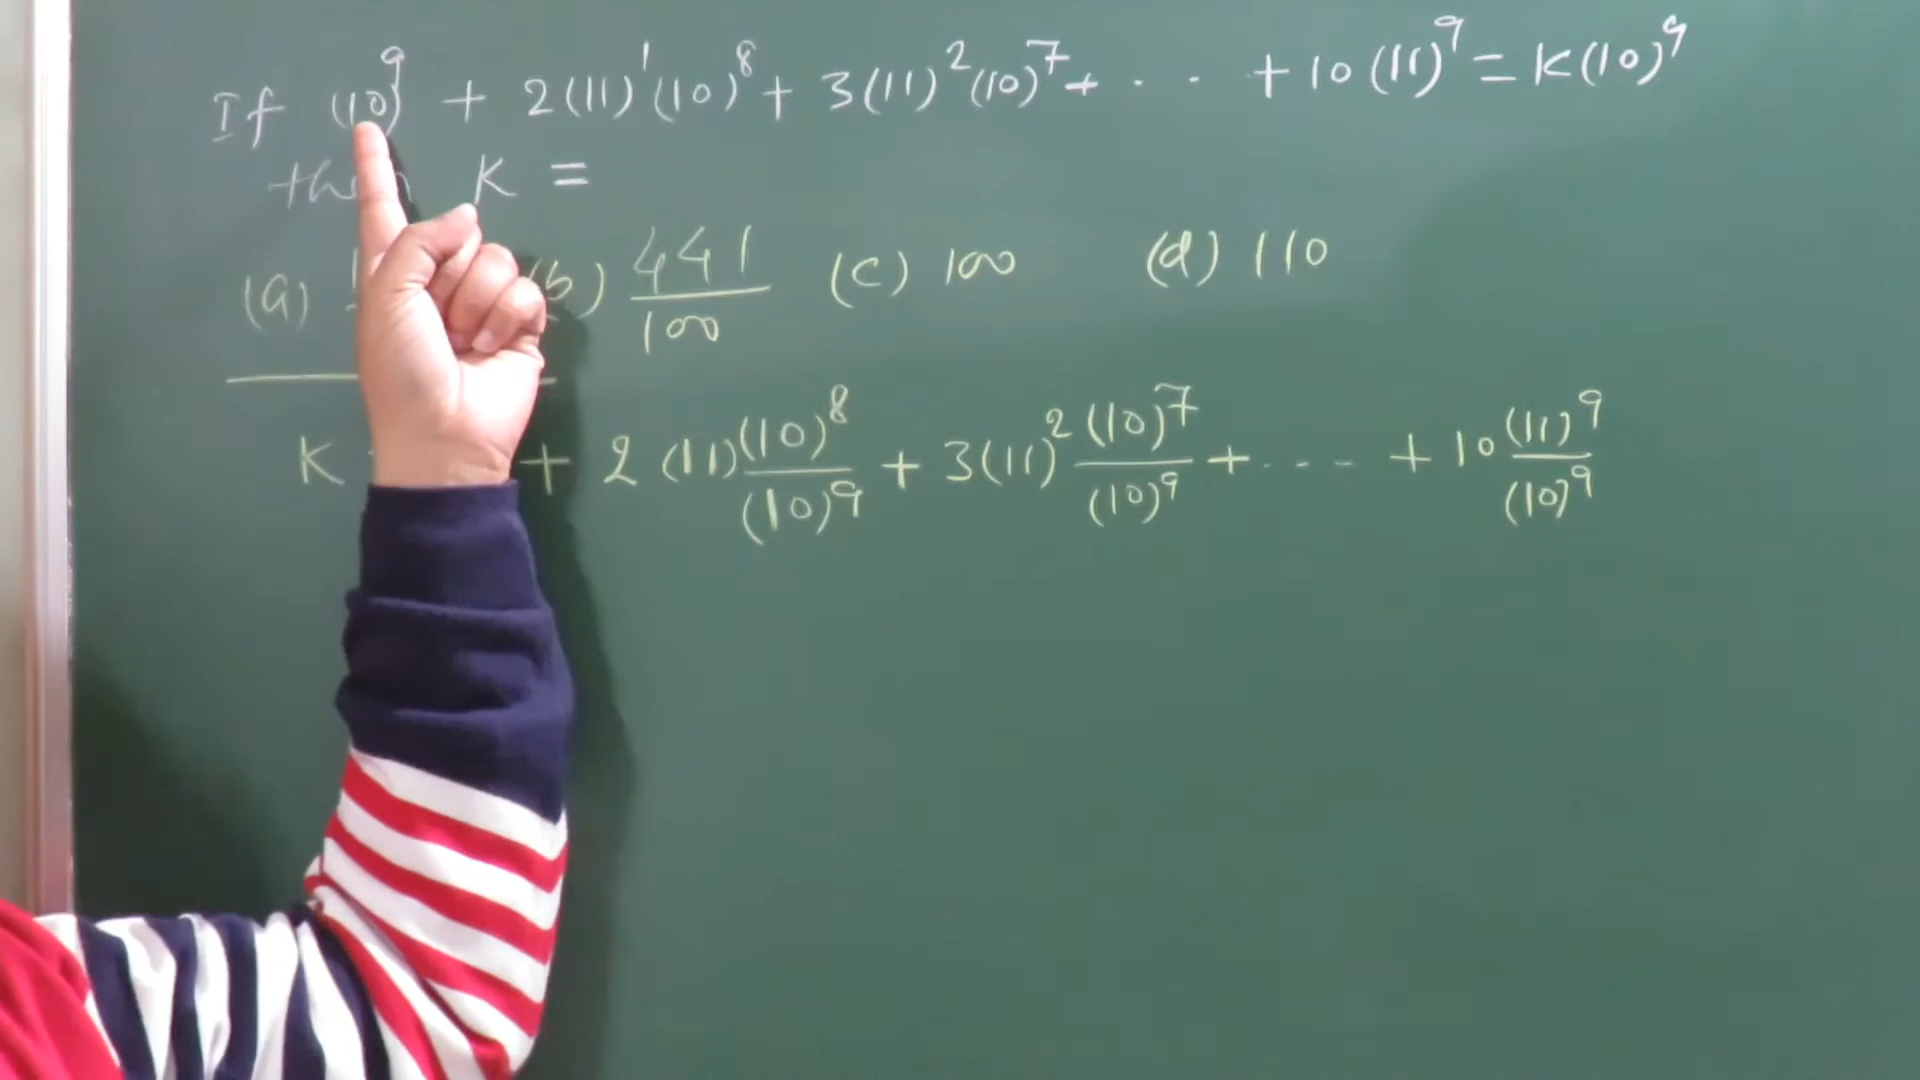 If (10)^9 + 2(11)^1(10)^8 + 3(11)^2(10)^7 + . . . + 10(11)^9 = K(10)^9
K =
(a) (b) 441/100 (c) 100 (d) 110
K + 2(11)(10)^8/(10)^9 + 3(11)^2(10)^7/(10)^9 + . - - - + 10(11)^9/(10)^9